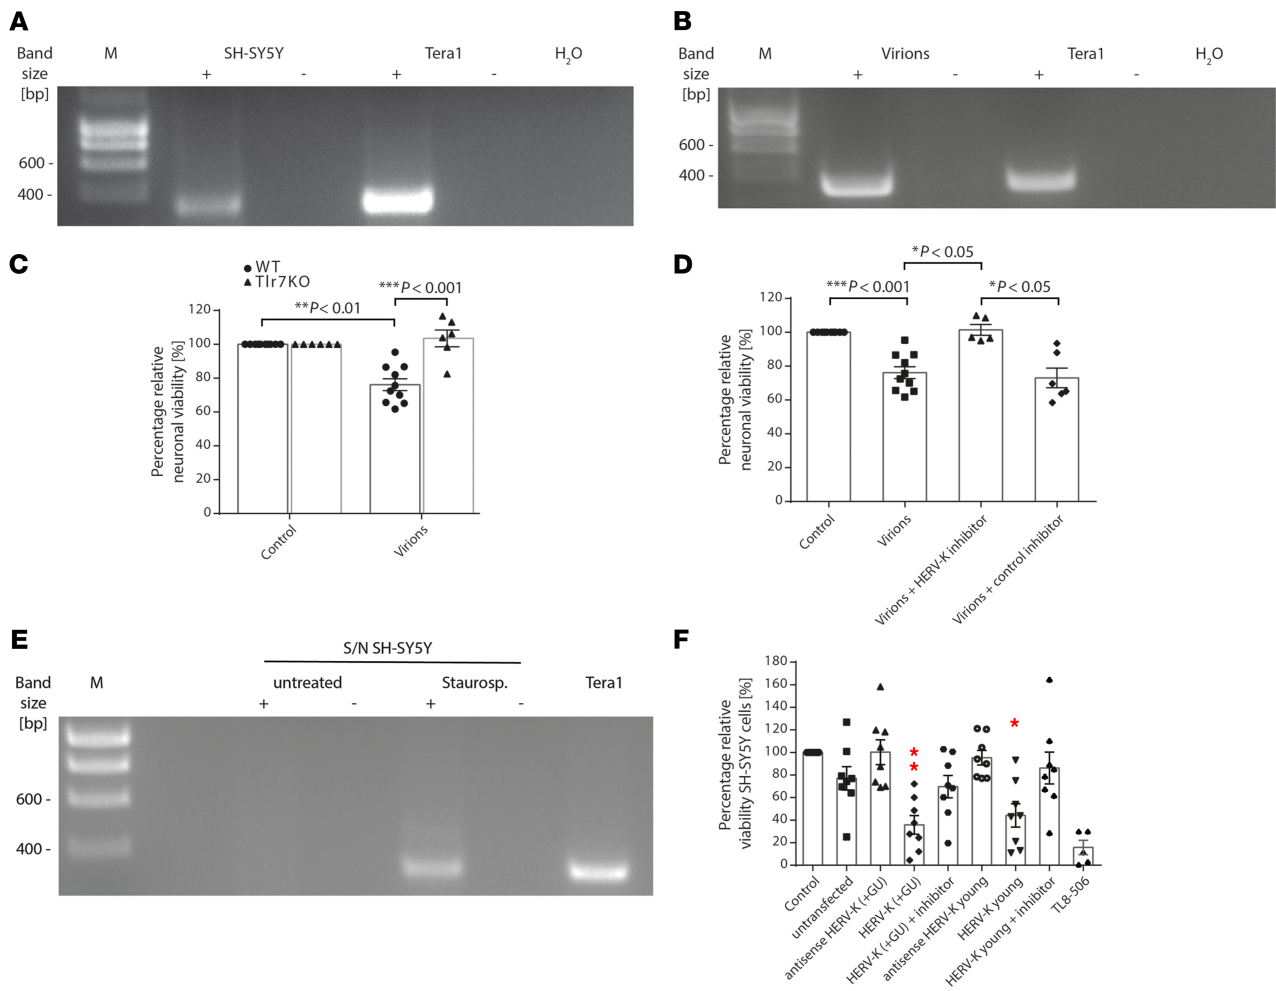 A
Band M SH-SY5Y Tera1 H2O
size + - + -
[bp]
600 -
400 -
B
Band M Virions Tera1 H2O
size + - + -
[bp]
600 -
400 -
C
WT
Tlr7KO
***P < 0.001
**P < 0.01
120
100
80
60
40
20
0
Percentage relative
neuronal viability [%]
Control
Virions
D
*P < 0.05
***P < 0.001
*P < 0.05
120
100
80
60
40
20
0
Percentage relative
neuronal viability [%]
Control
Virions
Virions + HERV-K inhibitor
Virions + control inhibitor
E
S/N SH-SY5Y
Band M untreated Staurosp. Tera1
size + - + -
[bp]
600 -
400 -
F
180
160
140
120
100
80
60
40
20
0
Percentage relative
viability SH-SY5Y cells [%]
*
*
*
Control
untransfected
antisense HERV-K (+GU)
HERV-K (+GU)
HERV-K (+GU) + inhibitor
antisense HERV-K young
HERV-K young
HERV-K young + inhibitor
TL8-506